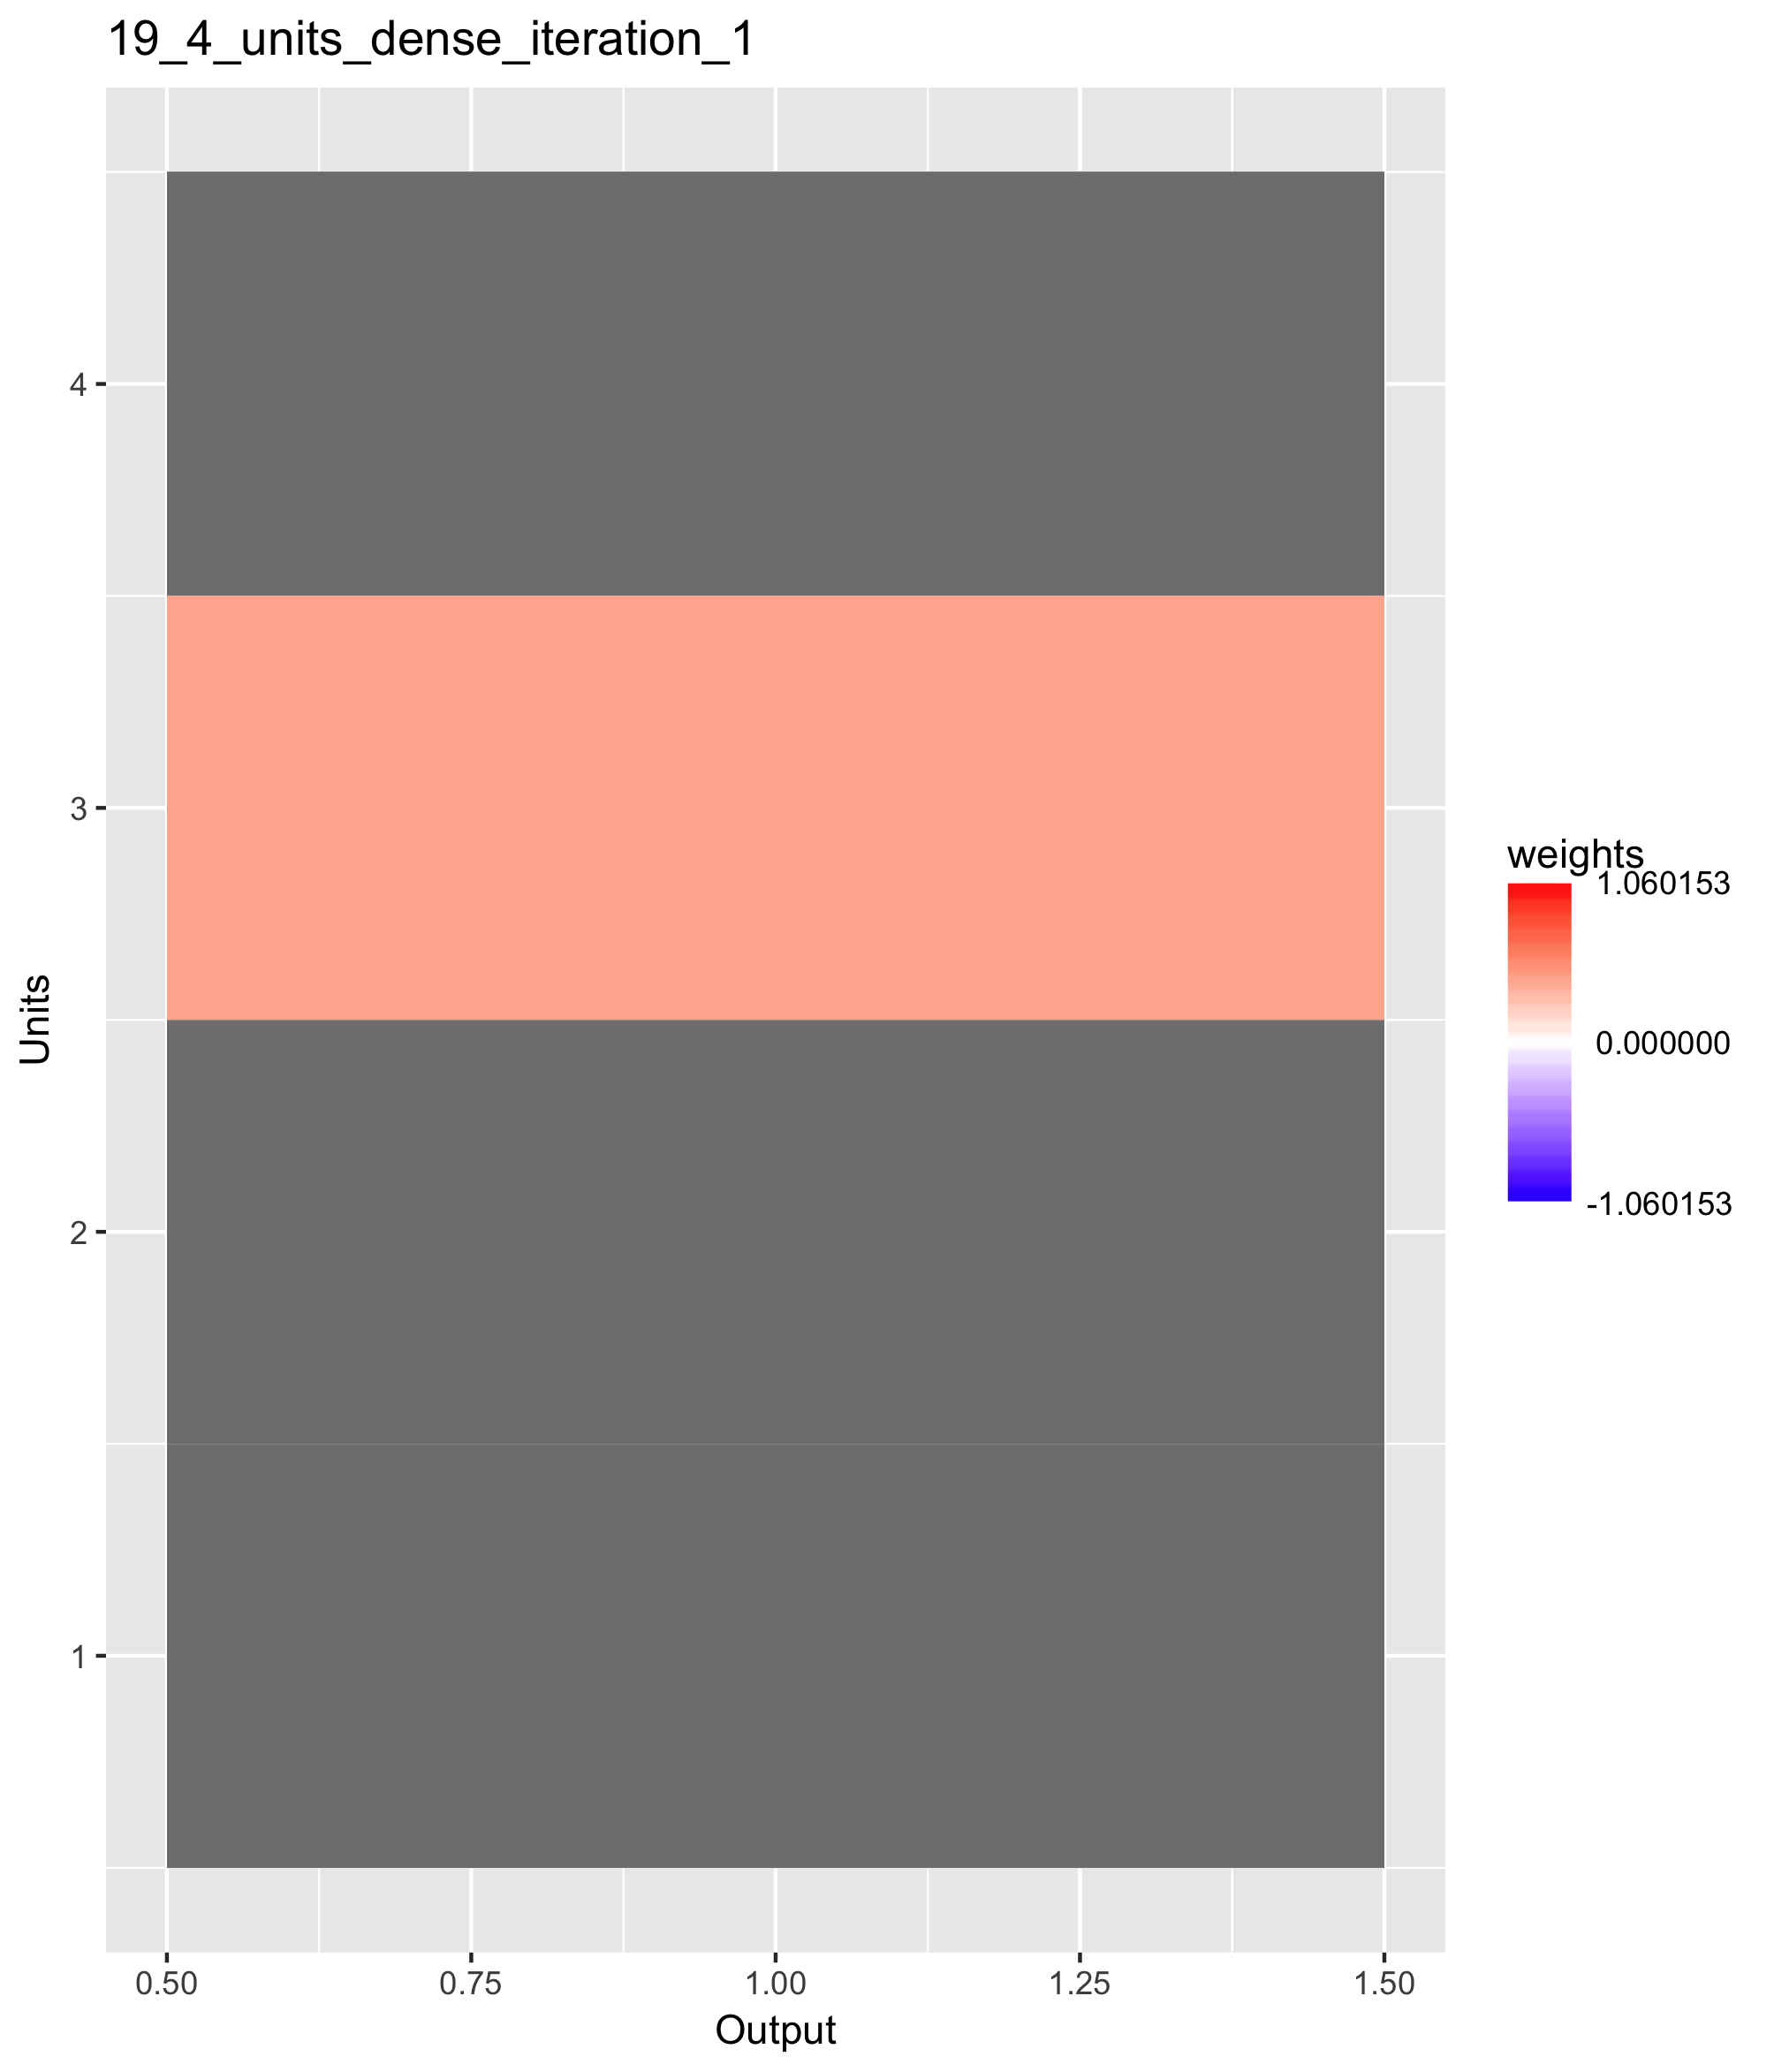 19_4_units_dense_iteration_1
4
3
2
1
Units
0.50 0.75 1.00 1.25 1.50
Output
weights
1.060153
0.000000
-1.060153